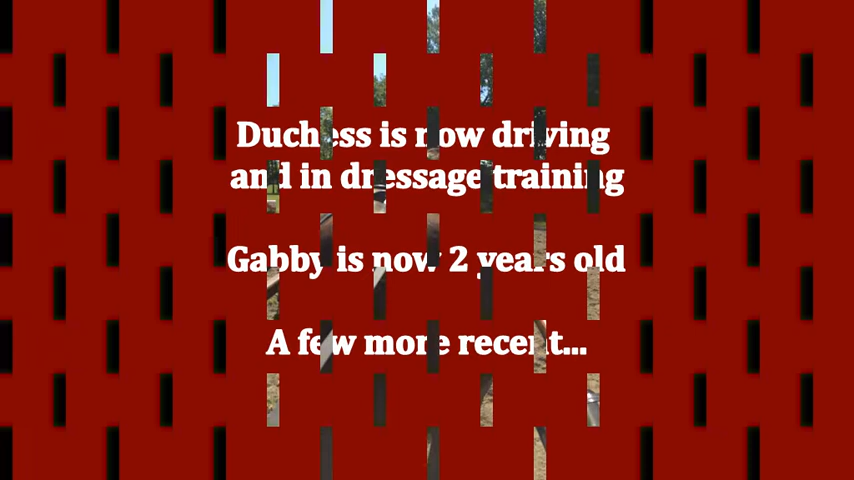 Duchess is now driving
and in dressage training
Gabby is now 2 years old
A few more recent...